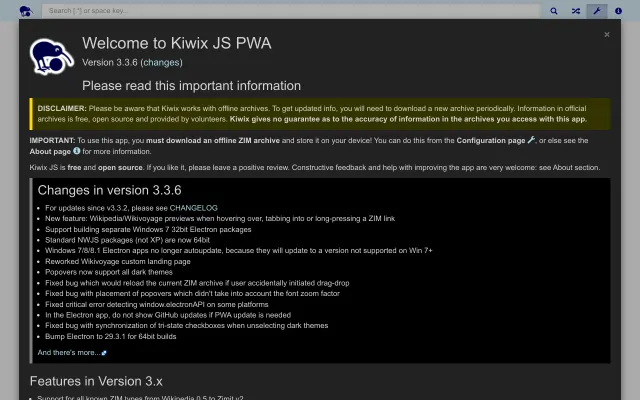 Search [ *] or space key...
Welcome to Kiwix JS PWA
Version 3.3.6 (changes)
Please read this important information
DISCLAIMER: Please be aware that Kiwix works with offline archives. To get updated info, you will need to download a new archive periodically. Information in official
archives is free, open source and provided by volunteers. Kiwix gives no guarantee as to the accuracy of information in the archives you access with this app.
IMPORTANT: To use this app, you must download an offline ZIM archive and store it on your device! You can do this from the Configuration page , or else see the
About page for more information.
Kiwix JS is free and open source. If you like it, please leave a positive review. Constructive feedback and help with improving the app are very welcome: see About section.
Changes in version 3.3.6
For updates since v3.3.2, please see CHANGELOG
New feature: Wikipedia/Wikivoyage previews when hovering over, tabbing into or long-pressing a ZIM link
Support building separate Windows 7 32bit Electron packages
Standard NWJS packages (not XP) are now 64bit
Windows 7/8/8.1 Electron apps no longer autoupdate, because they will update to a version not supported on Win 7+
Reworked Wikivoyage custom landing page
Popovers now support all dark themes
Fixed bug which would reload the current ZIM archive if user accidentally initiated drag-drop
Fixed bug with placement of popovers which didn't take into account the font zoom factor
Fixed critical error detecting window.electronAPI on some platforms
In the Electron app, do not show GitHub updates if PWA update is needed
Fixed bug with synchronization of tri-state checkboxes when unselecting dark themes
Bump Electron to 29.3.1 for 64bit builds
And there's more...
Features in Version 3.x
Support for all known ZIM types from Wikipedia 0.5 to Zimit v2